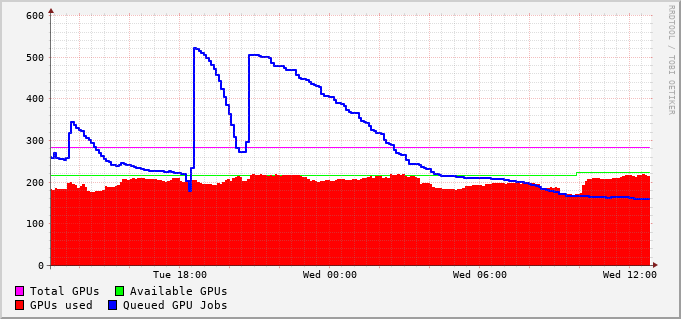 600
500
400
300
200
100
0
Tue 18:00 Wed 00:00 Wed 06:00 Wed 12:00
Total GPUs Available GPUs
GPUs used Queued GPU Jobs
RRDTOOL / TOBI OETIKER